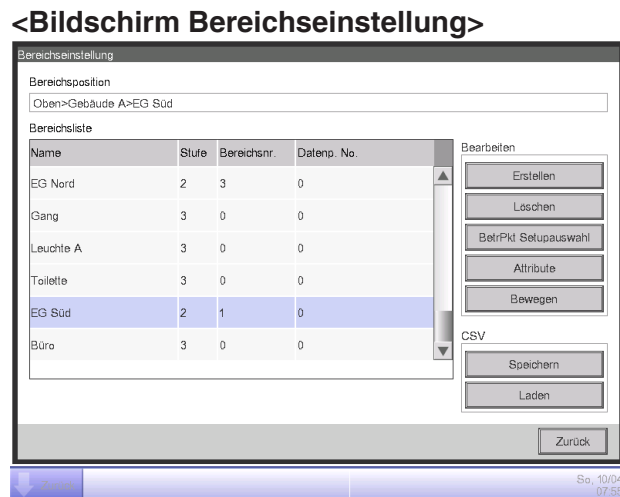 <Bildschirm Bereichseinstellung>
Bereichseinstellung
Bereichsposition
Oben>Gebäude A>EG Süd
Bereichsliste
Name Stufe Bereichsnr. Datenp. No.
EG Nord 2 3 0
Gang 3 0 0
Leuchte A 3 0 0
Toilette 3 0 0
EG Süd 2 1 0
Büro 3 0 0
Bearbeiten
Erstellen
Löschen
BetrPkt Setupauswahl
Attribute
Bewegen
CSV
Speichern
Laden
Zurück
So, 10/04
07:55